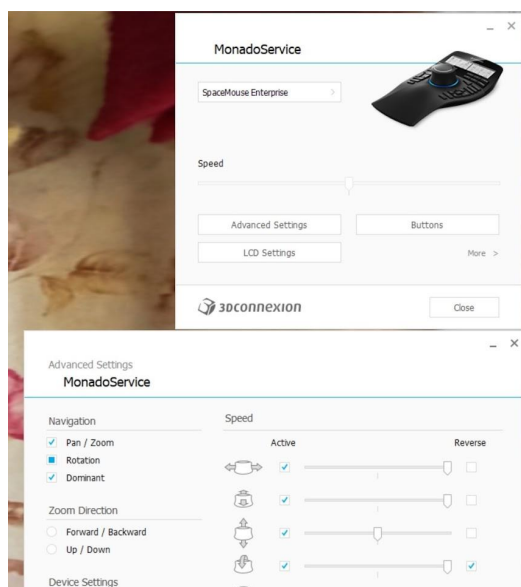 MonadoService
SpaceMouse Enterprise >
Speed
Advanced Settings
Buttons
LCD Settings
More >
3Dconnexion
Close
Advanced Settings
MonadoService
Navigation
Speed
Pan / Zoom
Active
Reverse
Rotation
Dominant
Zoom Direction
Forward / Backward
Up / Down
Device Settings